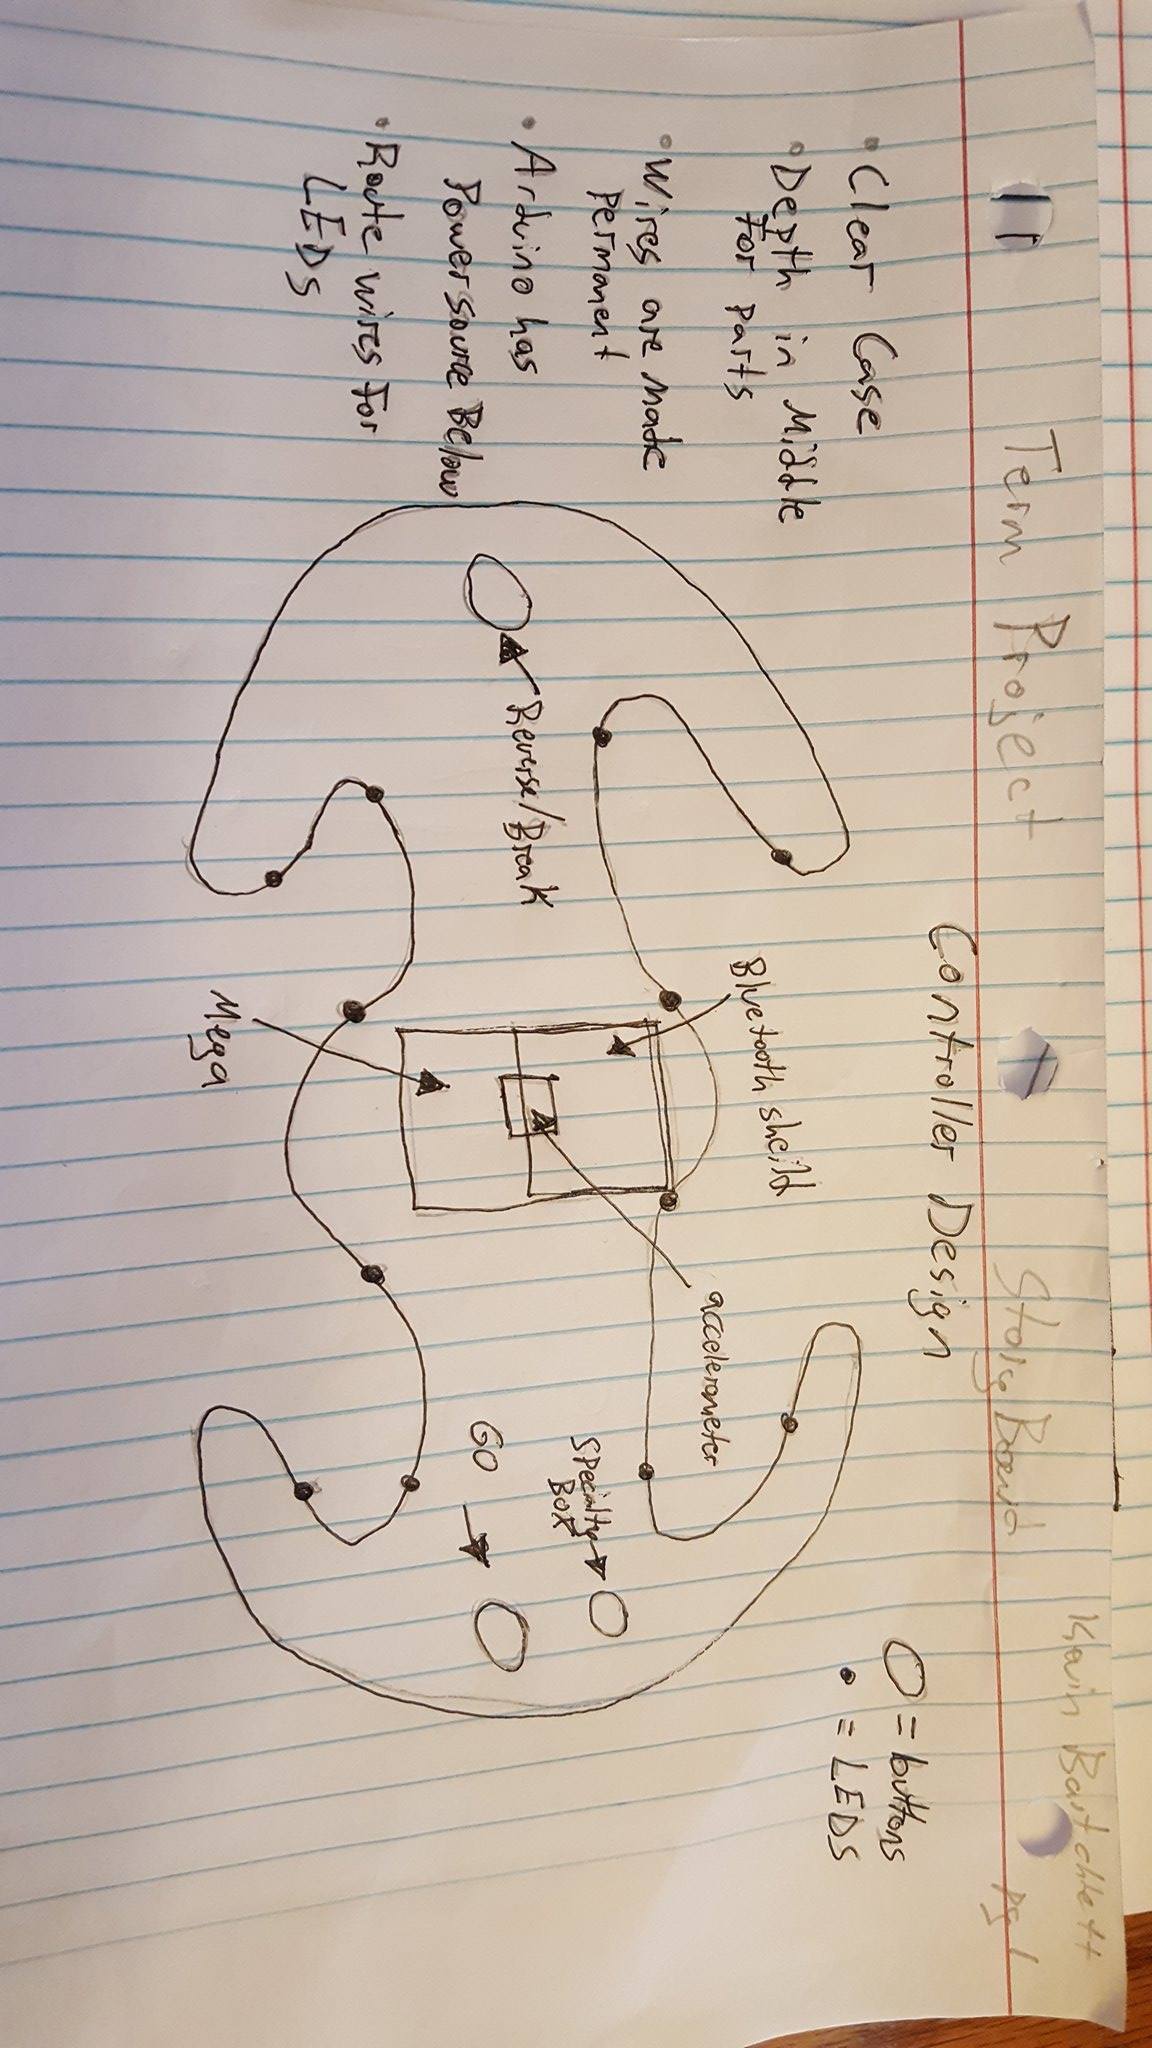 Term Project Story Board
pg 1
Controller Design
• Clear Case
• Depth in Middle
for parts
• Wires are made
permanent
• Arduino has
Power source Below
• Route wires for
LEDs
O = buttons
• = LEDs
Bluetooth sheild
accelerometer
Reverse/Break
Specialty
Box
GO
Mega